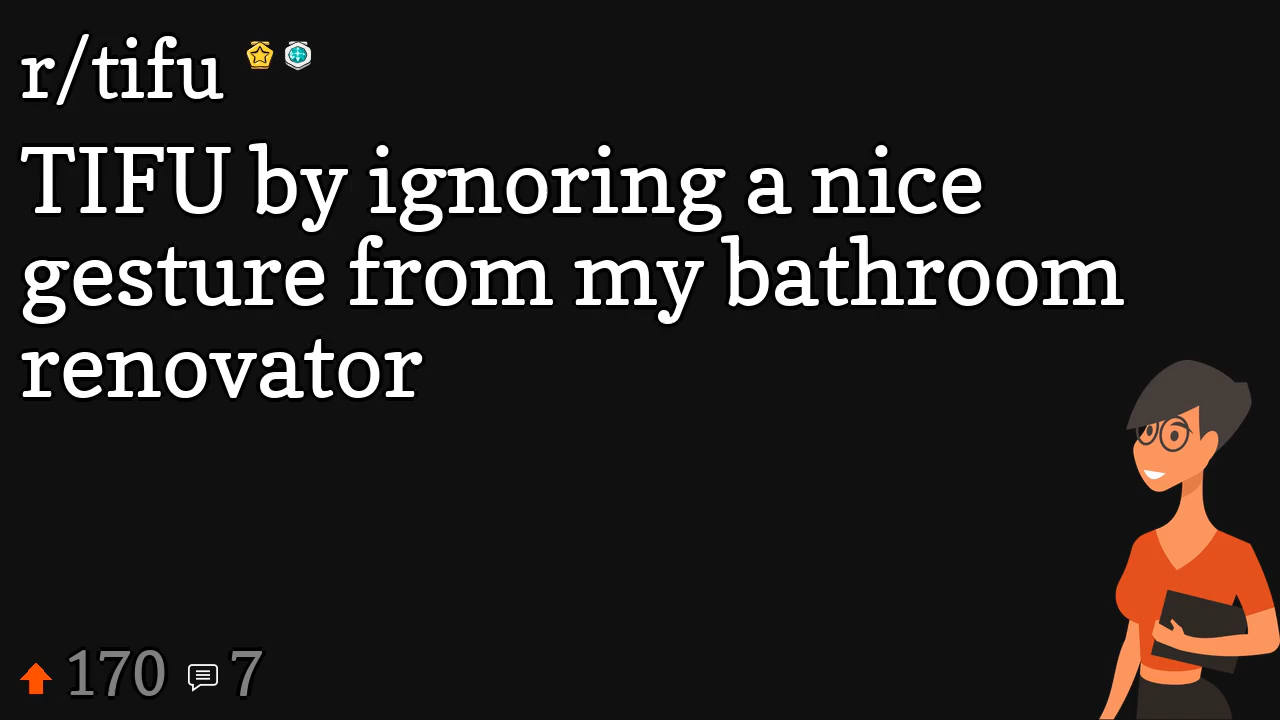 r/tifu
TIFU by ignoring a nice
gesture from my bathroom
renovator
170 7